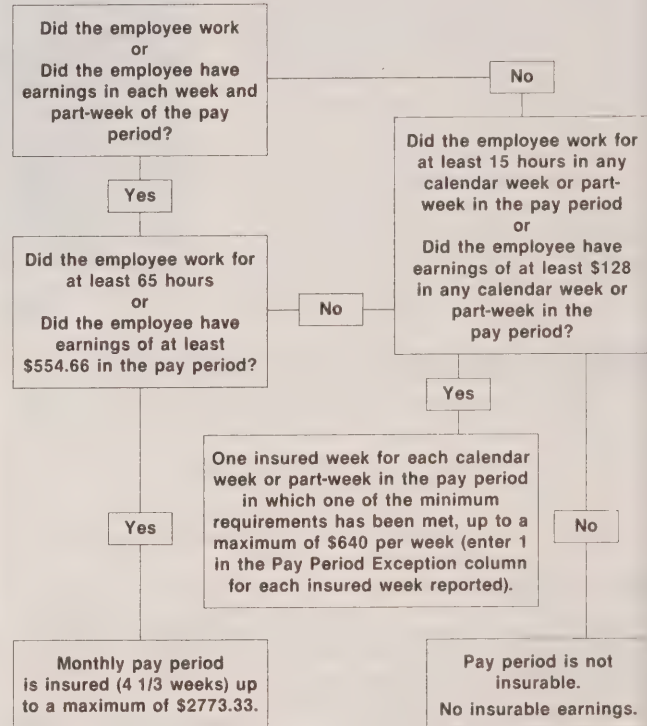 Did the employee work
or
Did the employee have
earnings in each week and
part-week of the pay
period?
No
Yes
Did the employee work for
at least 15 hours in any
calendar week or part-
week in the pay period
or
Did the employee have
earnings of at least $128
in any calendar week or
part-week in the
pay period?
Did the employee work for
at least 65 hours
or
Did the employee have
earnings of at least
$554.66 in the pay period?
No
Yes
One insured week for each calendar
week or part-week in the pay period
in which one of the minimum
requirements has been met, up to a
maximum of $640 per week (enter 1
in the Pay Period Exception column
for each insured week reported).
Yes
No
Monthly pay period
is insured (4 1/3 weeks) up
to a maximum of $2773.33.
Pay period is not
insurable.
No insurable earnings.